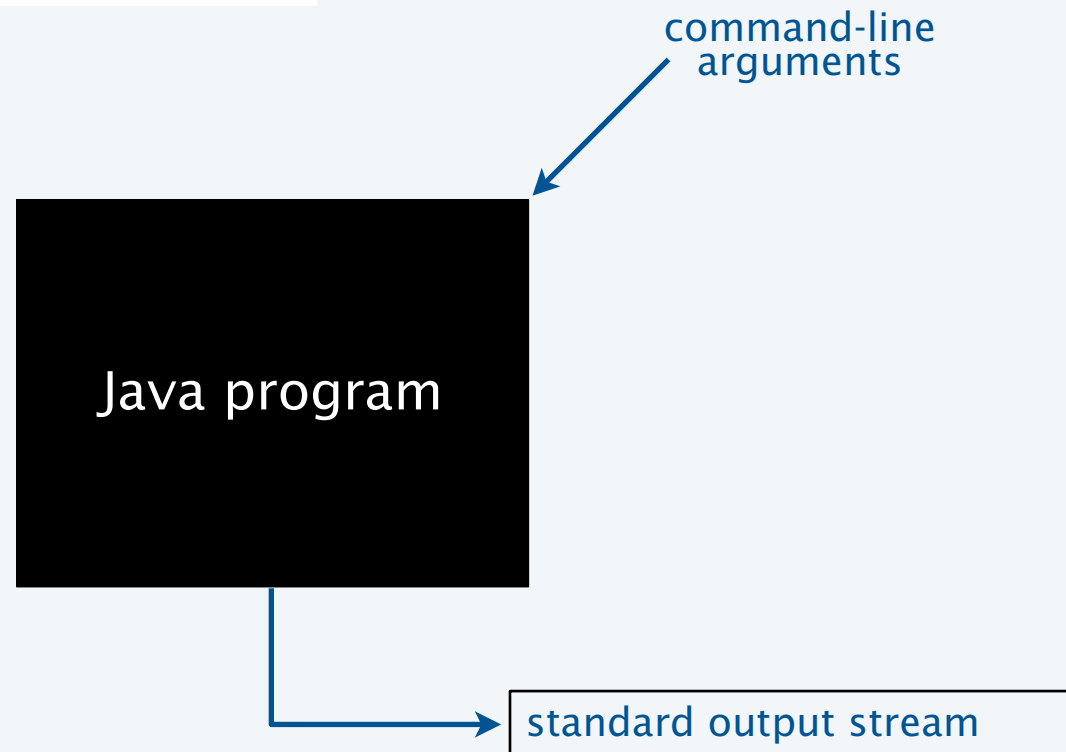 command-line
arguments
Java program
standard output stream